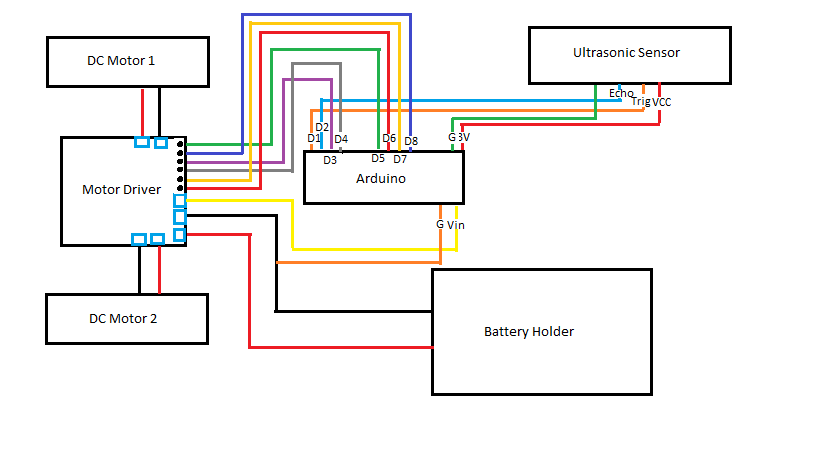 DC Motor 1
Ultrasonic Sensor
Echo
Trig VCC
D2
D1
D4
D6
D8
G 3V
D3
D5
D7
Motor Driver
Arduino
G Vin
DC Motor 2
Battery Holder